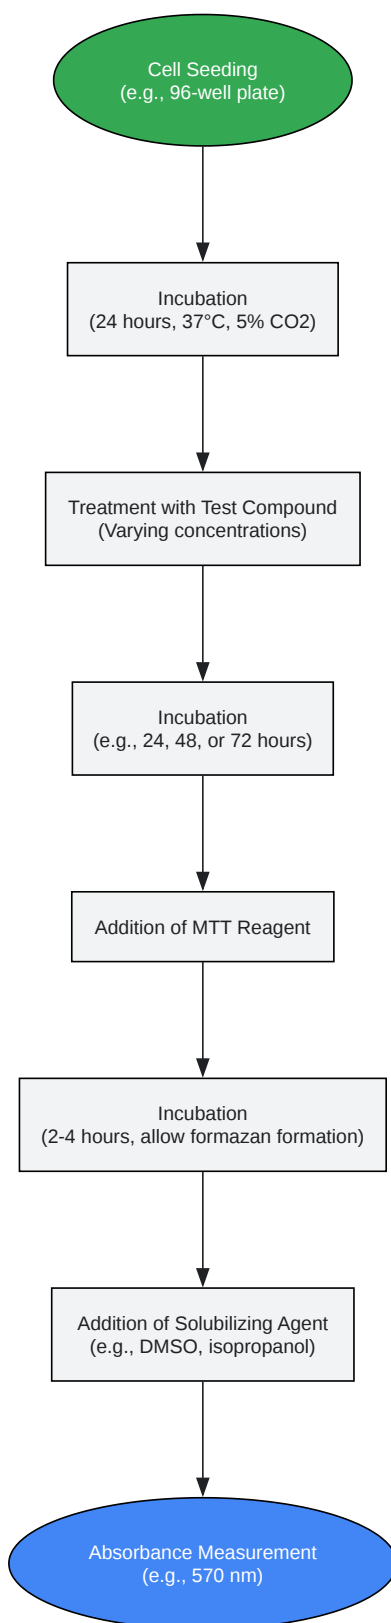 Cell Seeding
(e.g., 96-well plate)
Incubation
(24 hours, 37°C, 5% CO2)
Treatment with Test Compound
(Varying concentrations)
Incubation
(e.g., 24, 48, or 72 hours)
Addition of MTT Reagent
Incubation
(2-4 hours, allow formazan formation)
Addition of Solubilizing Agent
(e.g., DMSO, isopropanol)
Absorbance Measurement
(e.g., 570 nm)